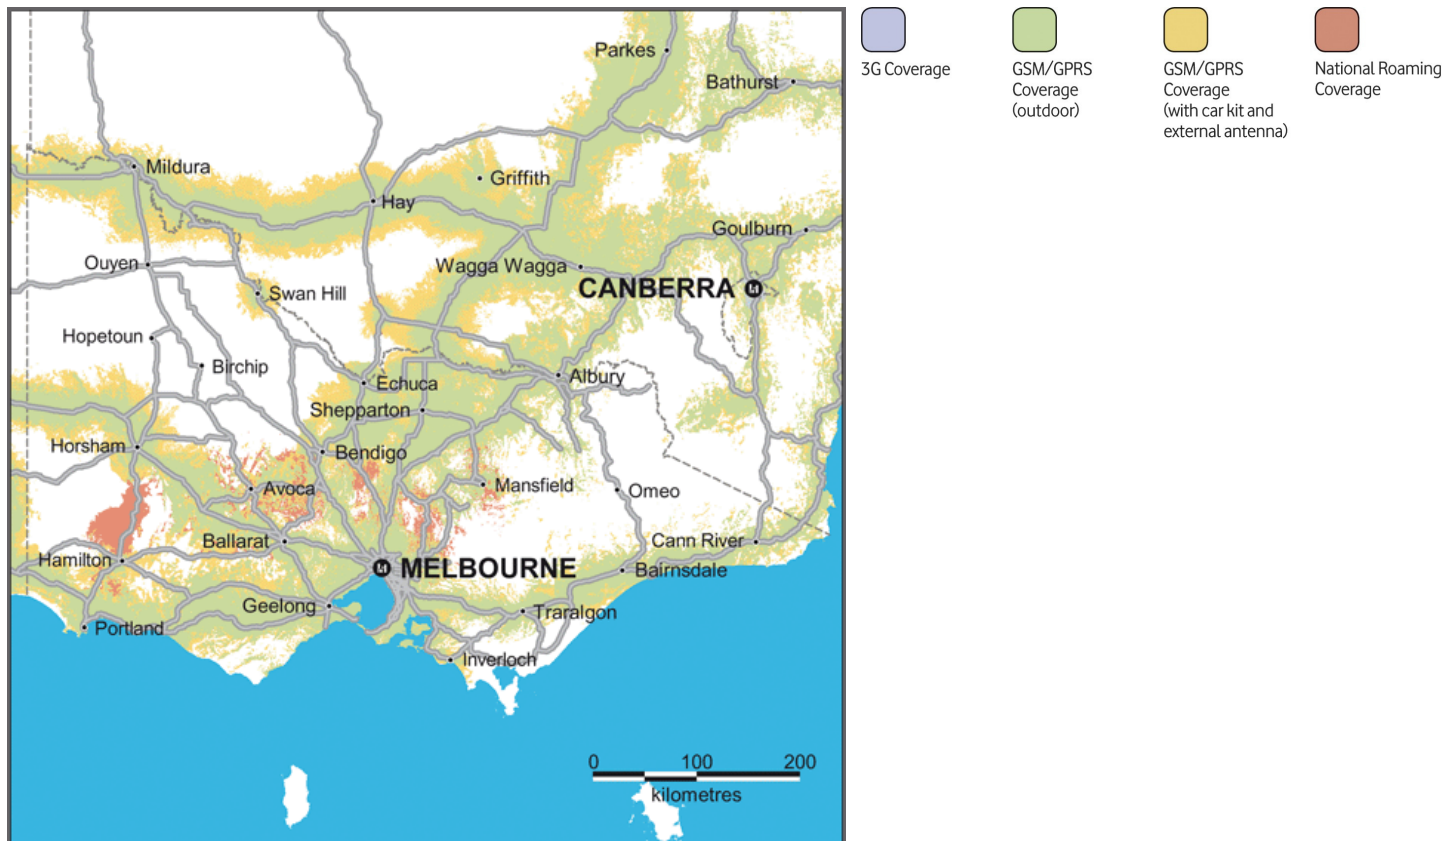 Parkes
Bathurst
Mildura
Griffith
Hay
Goulburn
Ouyen
Wagga Wagga
CANBERRA
Swan Hill
Hopetoun
Birchip
Albury
Echuca
Shepparton
Horsham
Bendigo
Avoca
Mansfield
Omeo
Ballarat
Cann River
Hamilton
MELBOURNE
Bairnsdale
Geelong
Traralgon
Portland
Inverloch
0 100 200
kilometres
3G Coverage
GSM/GPRS
Coverage
(outdoor)
GSM/GPRS
Coverage
(with car kit and
external antenna)
National Roaming
Coverage